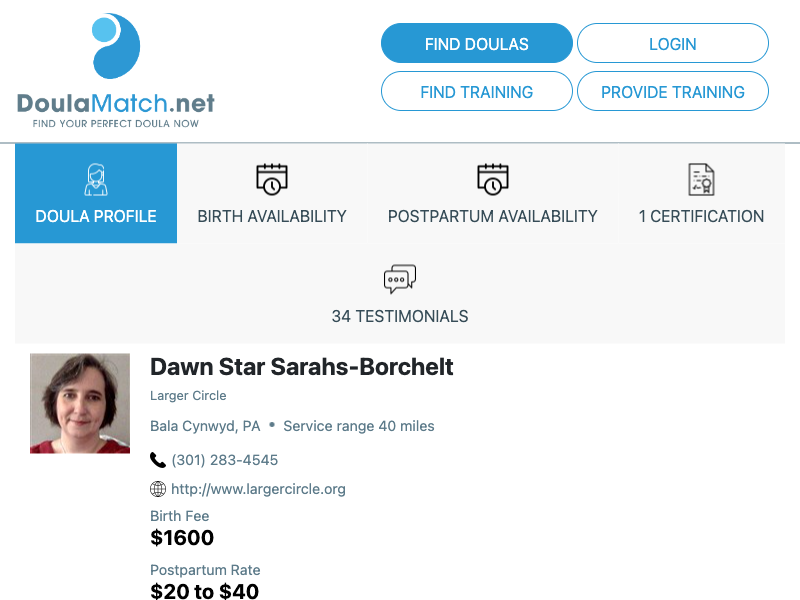 DoulaMatch.net
FIND YOUR PERFECT DOULA NOW
FIND DOULAS
LOGIN
FIND TRAINING
PROVIDE TRAINING
DOULA PROFILE
BIRTH AVAILABILITY
POSTPARTUM AVAILABILITY
1 CERTIFICATION
34 TESTIMONIALS
Dawn Star Sarahs-Borchelt
Larger Circle
Bala Cynwyd, PA • Service range 40 miles
(301) 283-4545
http://www.largercircle.org
Birth Fee
$1600
Postpartum Rate
$20 to $40